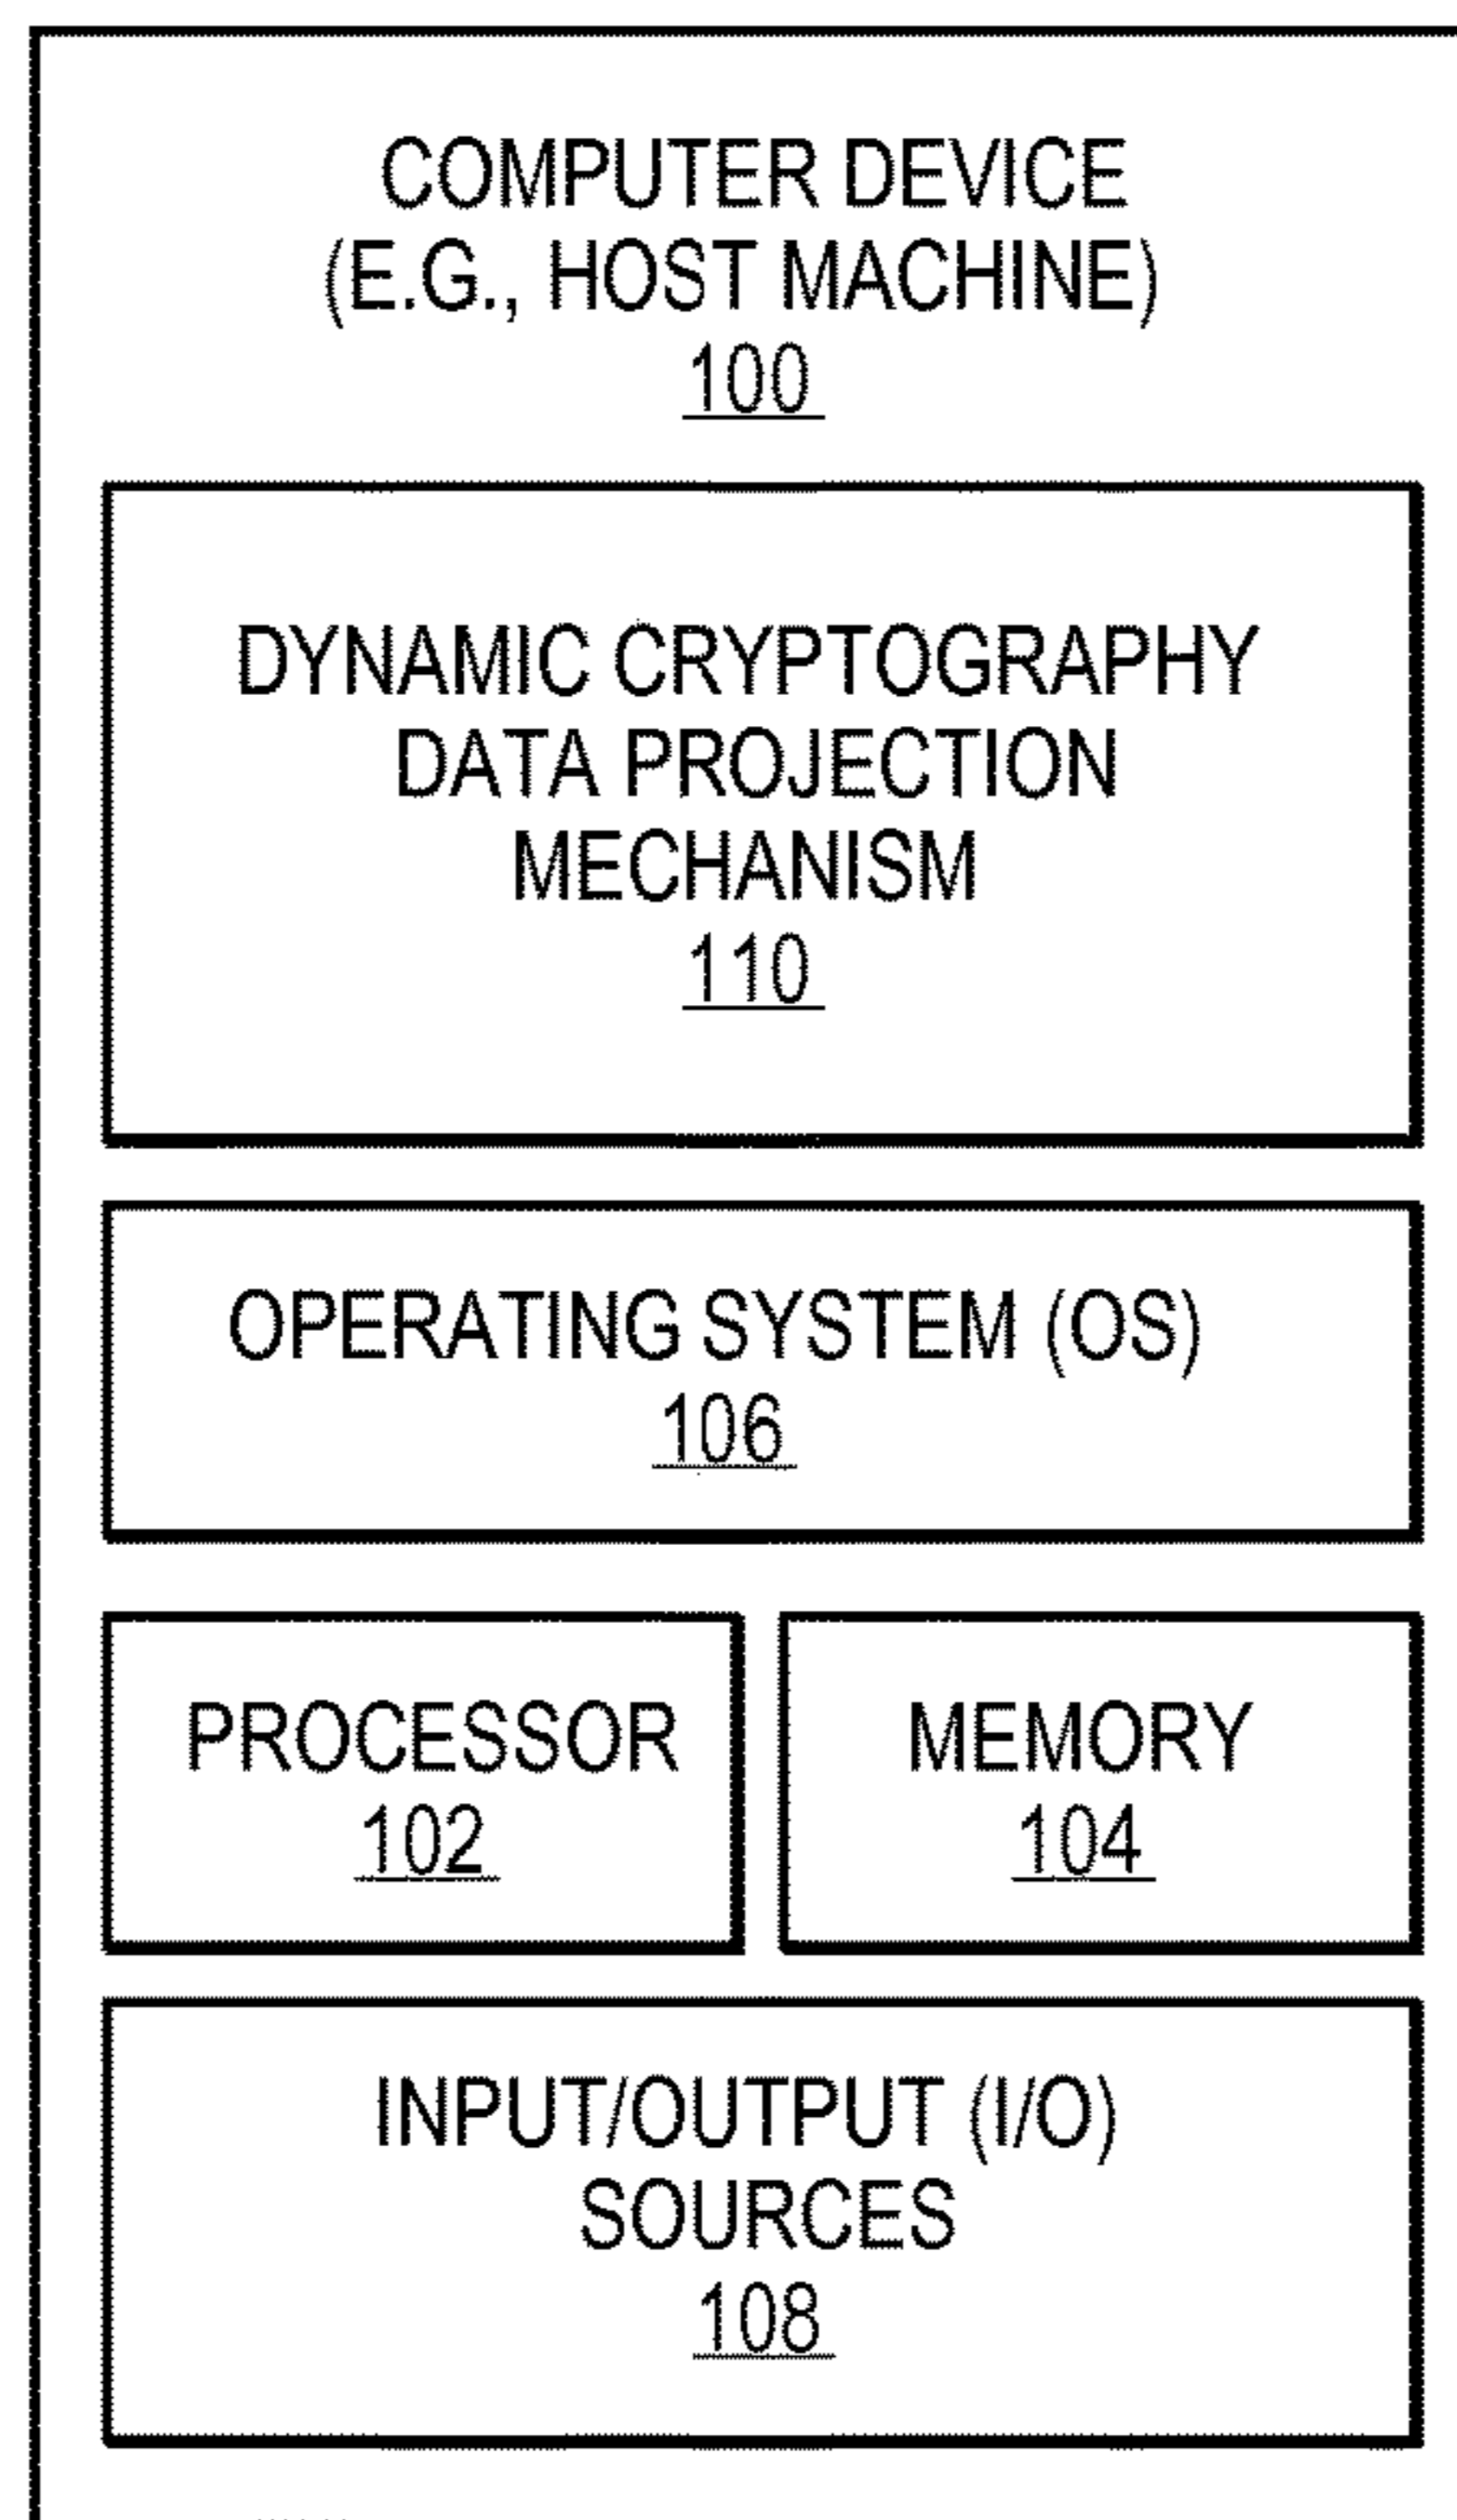 COMPUTER DEVICE
(E.G., HOST MACHINE)
100
DYNAMIC CRYPTOGRAPHY
DATA PROJECTION
MECHANISM
110
OPERATING SYSTEM (OS)
106
PROCESSOR
102
MEMORY
104
INPUT/OUTPUT (I/O)
SOURCES
108